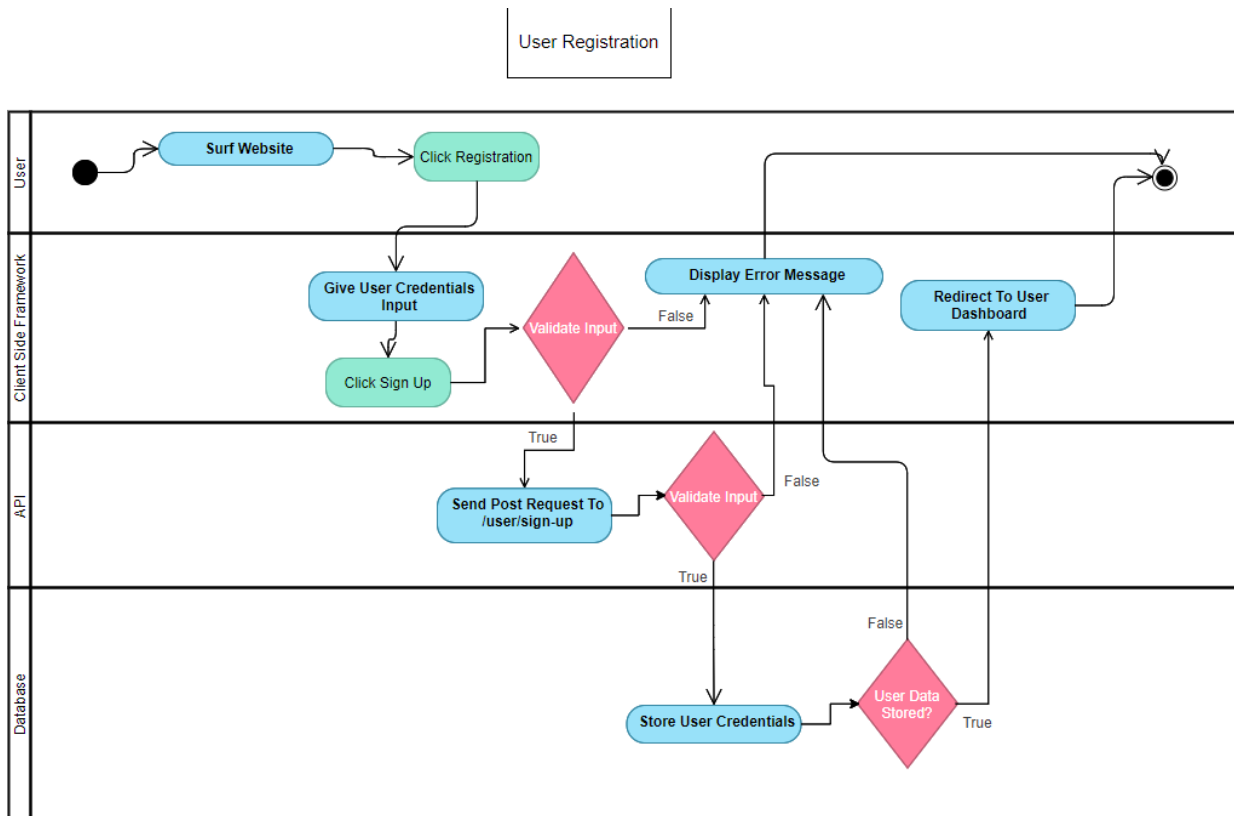 User Registration
User
Surf Website
Click Registration
Client Side Framework
Give User Credentials
Input
Click Sign Up
Validate Input
False
Display Error Message
Redirect To User
Dashboard
True
API
Send Post Request To
/user/sign-up
Validate Input
False
True
Database
Store User Credentials
False
User Data
Stored?
True